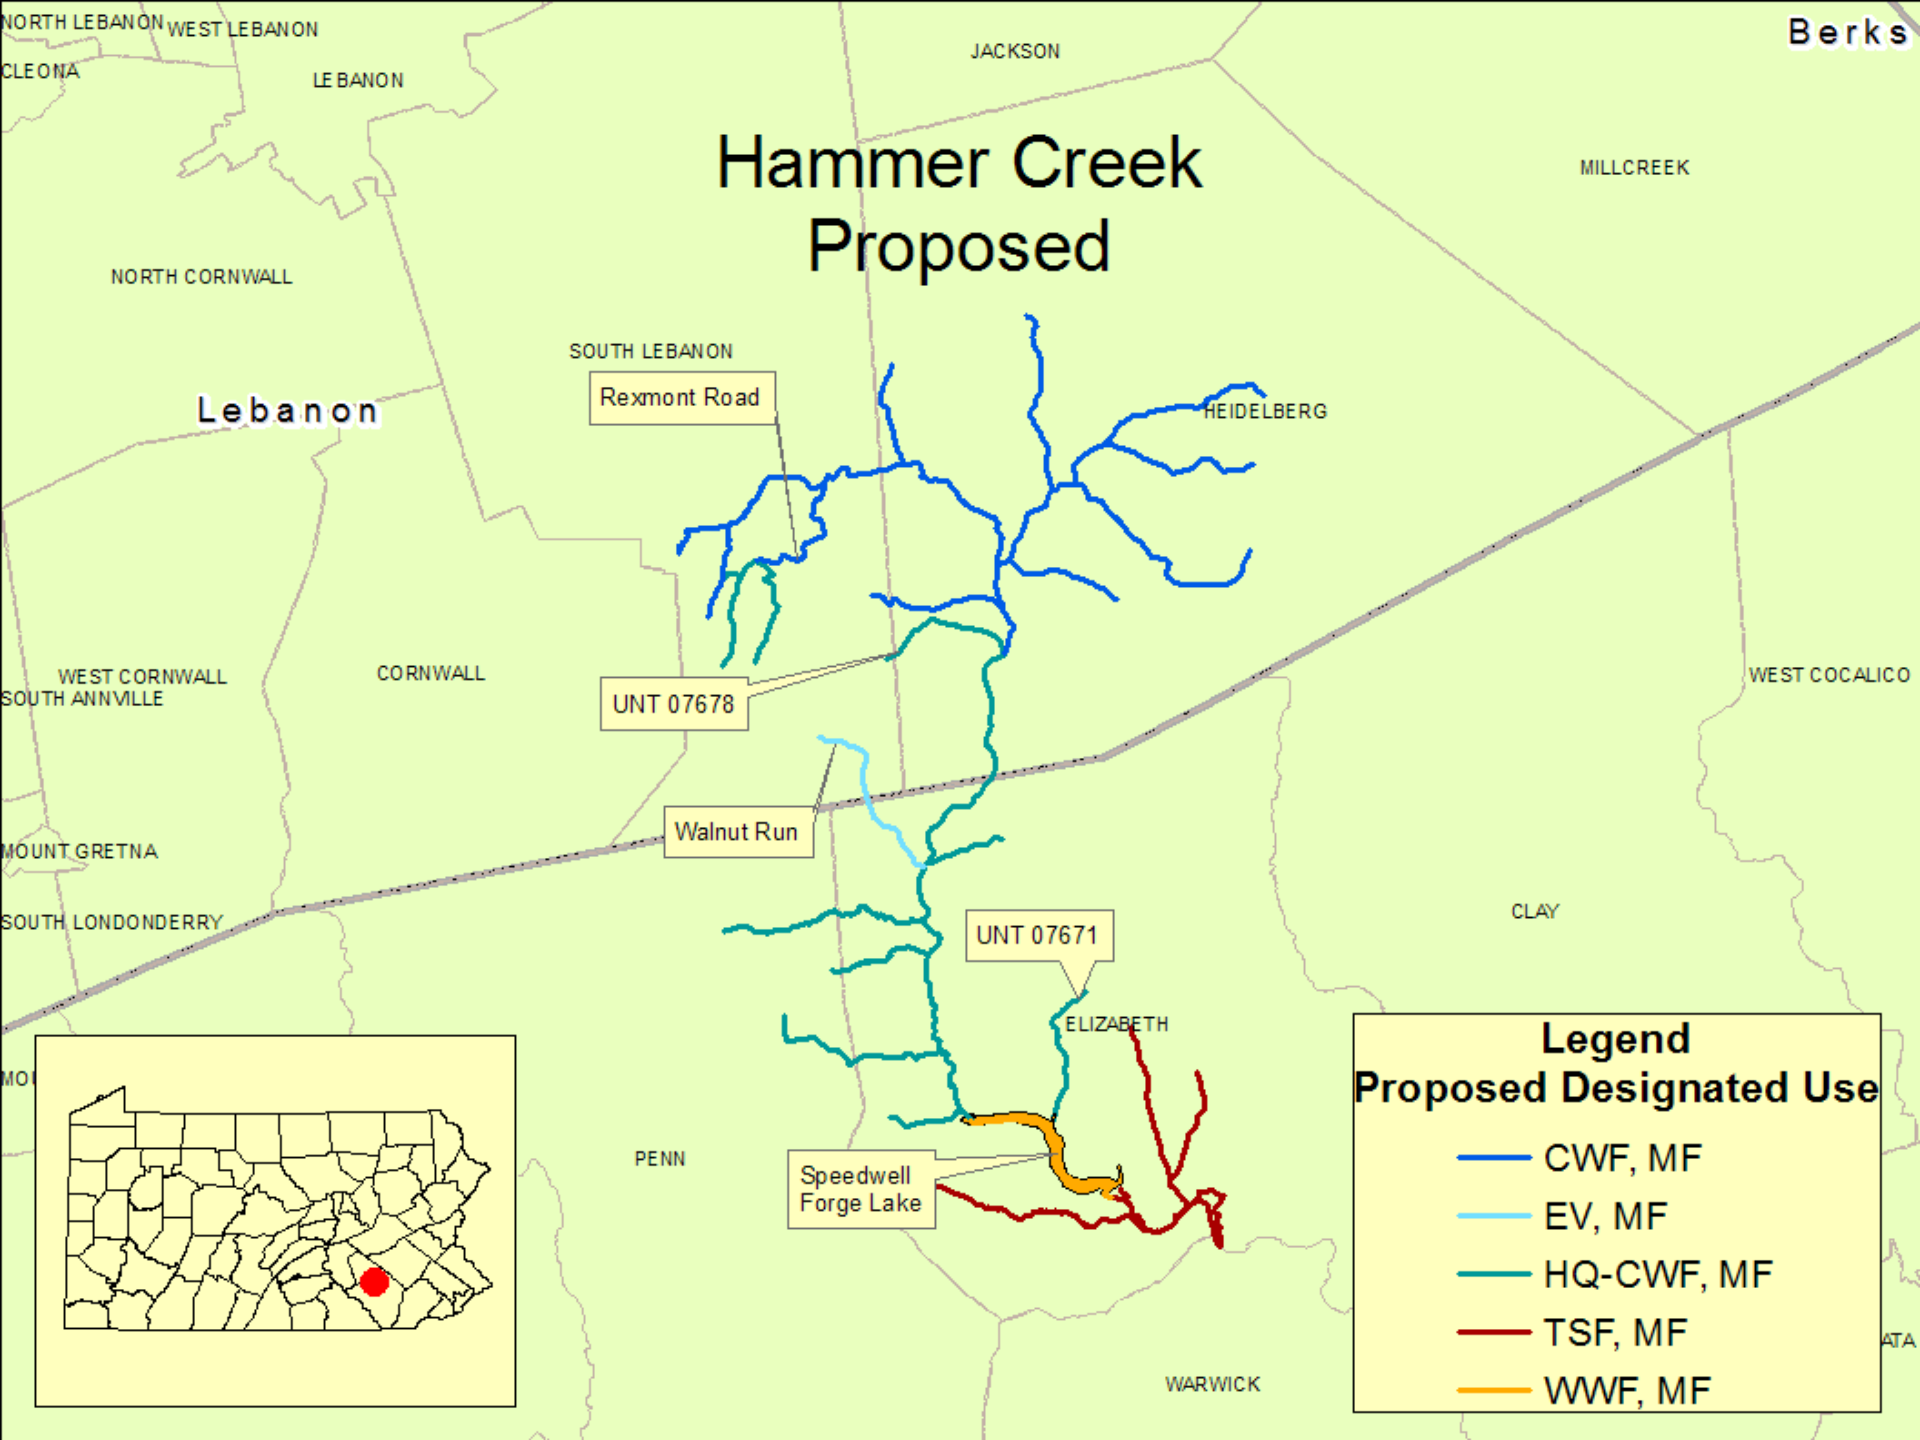 NORTH LEBANON
WEST LEBANON
Berks
JACKSON
CLEONA
LEBANON
Hammer Creek
Proposed
MILLCREEK
NORTH CORNWALL
SOUTH LEBANON
Rexmont Road
Lebanon
HEIDELBERG
WEST CORNWALL
CORNWALL
WEST COCALICO
SOUTH ANNVILLE
UNT 07678
Walnut Run
MOUNT GRETNA
SOUTH LONDONDERRY
CLAY
UNT 07671
ELIZABETH
Legend
Proposed Designated Use
CWF, MF
EV, MF
HQ-CWF, MF
TSF, MF
WWF, MF
PENN
Speedwell
Forge Lake
WARWICK